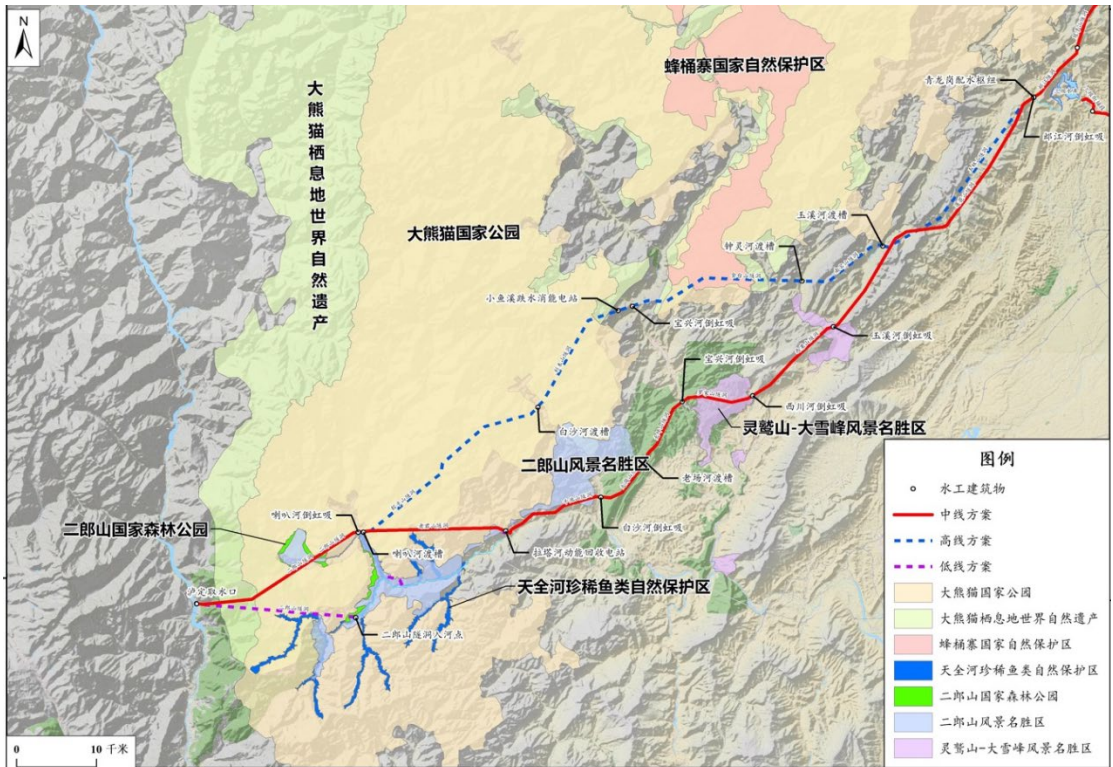 N
大熊猫栖息地世界自然遗产
蜂桶寨国家自然保护区
青龙岗配水枢纽
邮江河倒虹吸
大熊猫国家公园
玉溪河渡槽
钟灵河渡槽
小鱼溪跌水消能电站
宝兴河倒虹吸
玉溪河倒虹吸
宝兴河倒虹吸
西川河倒虹吸
白沙河渡槽
灵鹫山-大雪峰风景名胜区
二郎山风景名胜区
老场河渡槽
白沙河倒虹吸
喇叭河倒虹吸
二郎山国家森林公园
喇叭河渡槽
拉塔河动能回收电站
天全河珍稀鱼类自然保护区
泸定取水口
二郎山隧洞入河点
图例
水工建筑物
中线方案
高线方案
低线方案
大熊猫国家公园
大熊猫栖息地世界自然遗产
蜂桶寨国家自然保护区
天全河珍稀鱼类自然保护区
二郎山国家森林公园
二郎山风景名胜区
灵鹫山-大雪峰风景名胜区
0 10 千米